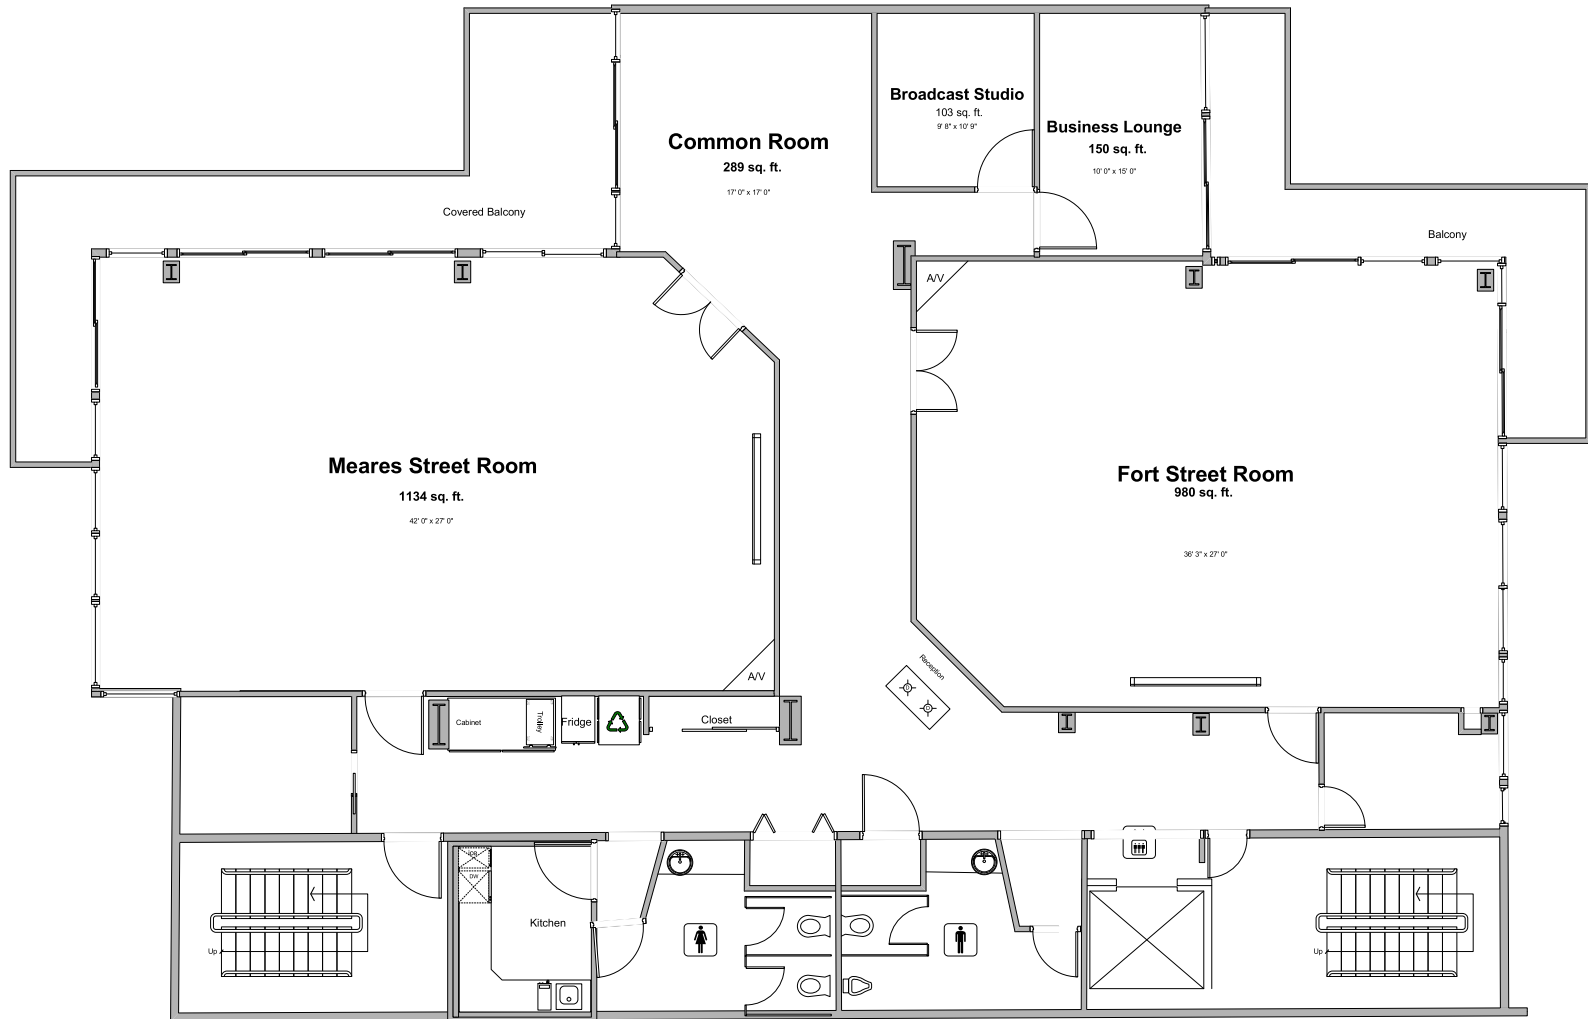 Broadcast Studio
103 sq. ft.
9' 8" x 10' 9"
Business Lounge
150 sq. ft.
10' 0" x 15' 0"
Common Room
289 sq. ft.
17' 0" x 17' 0"
Covered Balcony
Balcony
A/V
Meares Street Room
1134 sq. ft.
42' 0" x 27' 0"
Fort Street Room
980 sq. ft.
36' 3" x 27' 0"
Reception
A/V
Cabinet
Trolley
Fridge
Closet
DW
Kitchen
Up
Up